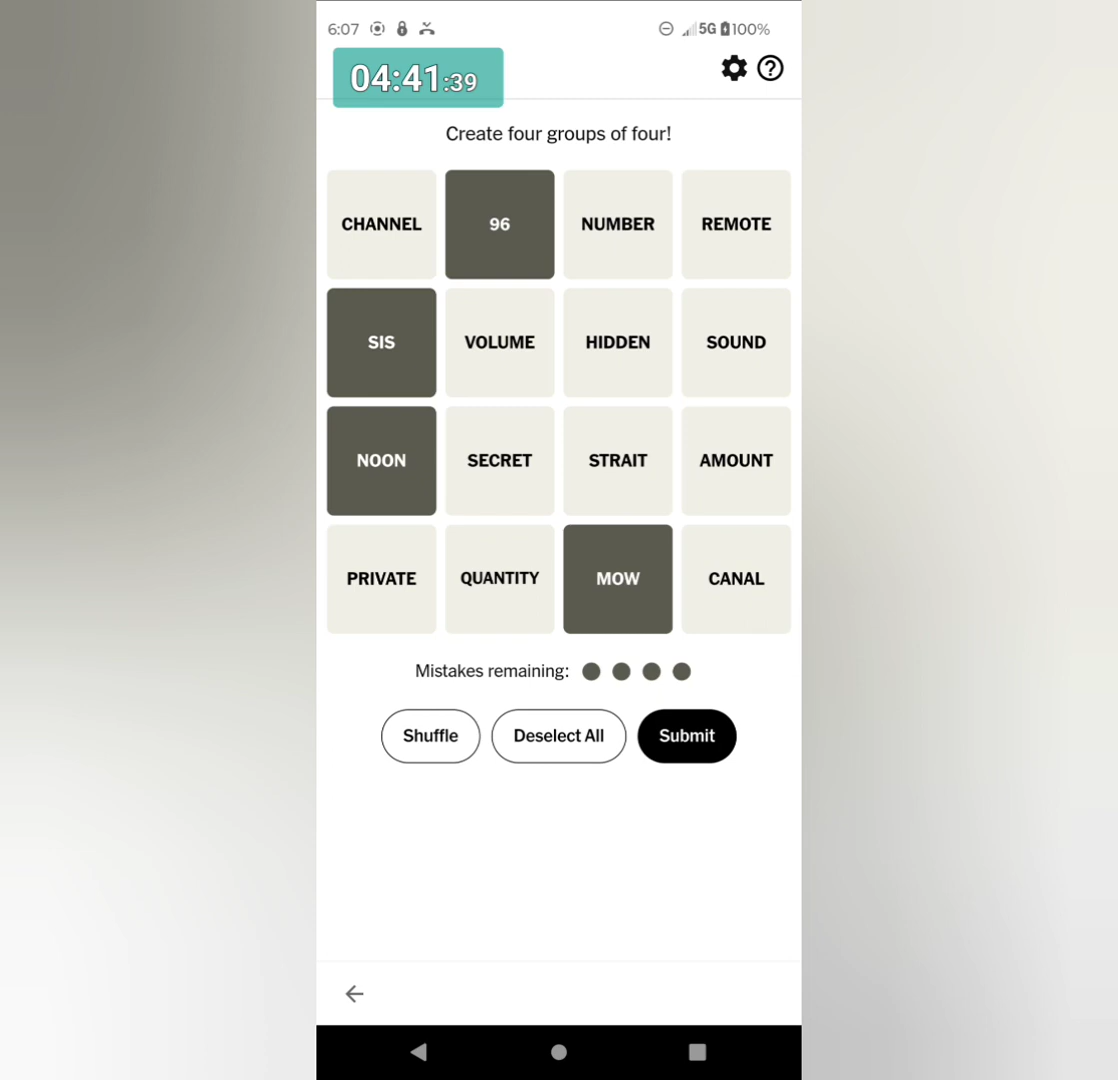 6:07 5G 100%
04:41:39
Create four groups of four!
CHANNEL 96 NUMBER REMOTE
SIS VOLUME HIDDEN SOUND
NOON SECRET STRAIT AMOUNT
PRIVATE QUANTITY MOW CANAL
Mistakes remaining:
Shuffle Deselect All Submit